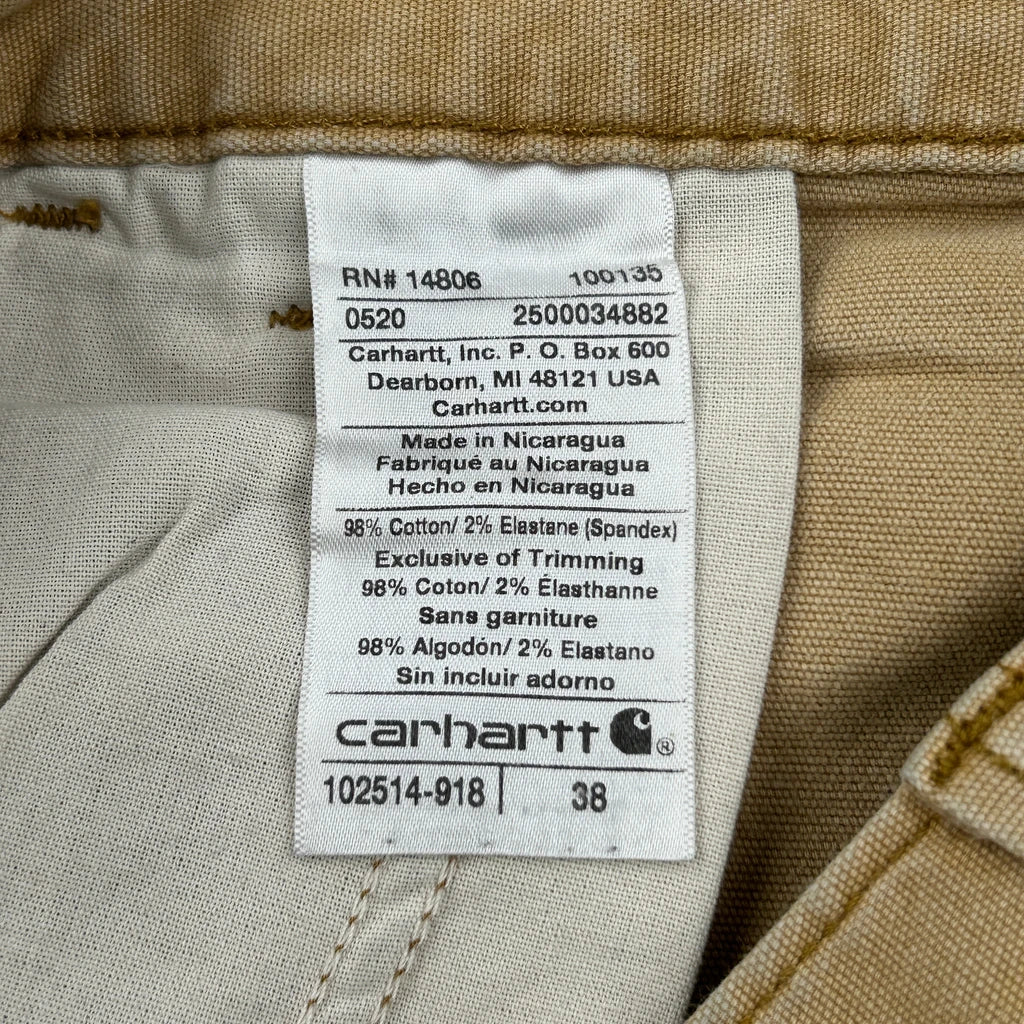 RN# 14806 100135
0520 2500034882
Carhartt, Inc. P. O. Box 600
Dearborn, MI 48121 USA
Carhartt.com
Made in Nicaragua
Fabriqué au Nicaragua
Hecho en Nicaragua
98% Cotton/ 2% Elastane (Spandex)
Exclusive of Trimming
98% Coton/ 2% Élasthanne
Sans garniture
98% Algodón/ 2% Elastano
Sin incluir adorno
carhartt ®
102514-918 | 38